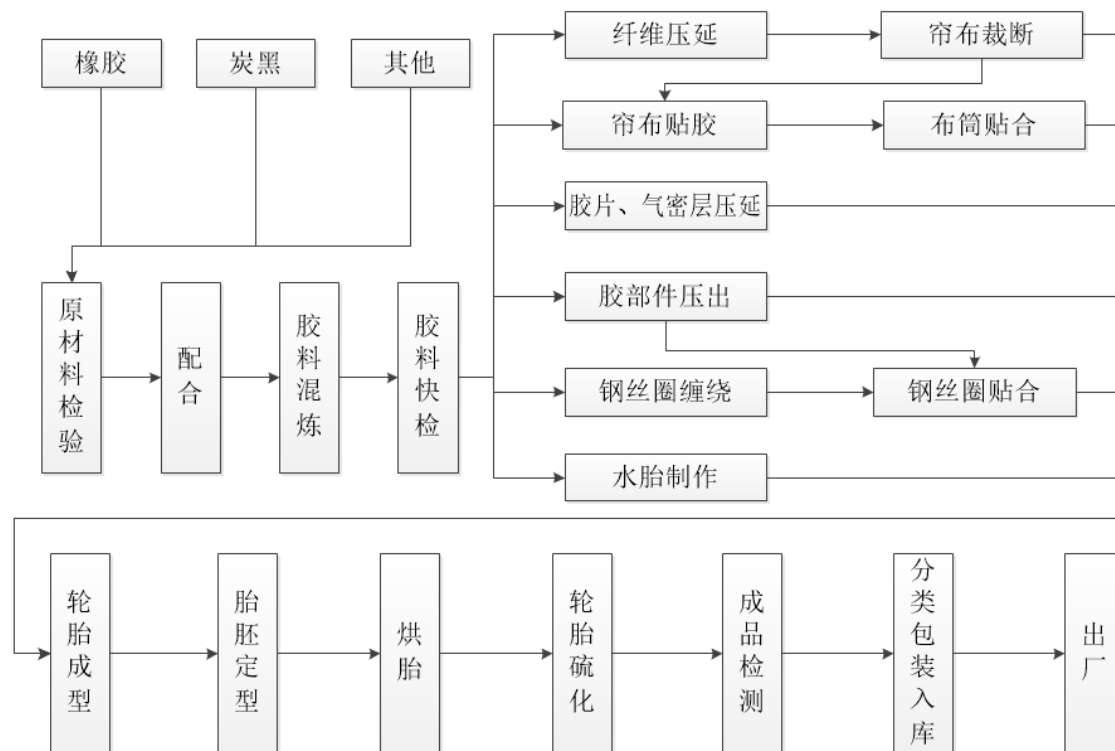 橡胶
炭黑
其他
纤维压延
帘布裁断
帘布贴胶
布筒贴合
胶片、气密层压延
胶部件压出
钢丝圈缠绕
钢丝圈贴合
水胎制作
原材料检验
配合
胶料混炼
胶料快检
轮胎成型
胎胚定型
烘胎
轮胎硫化
成品检测
分类包装入库
出厂